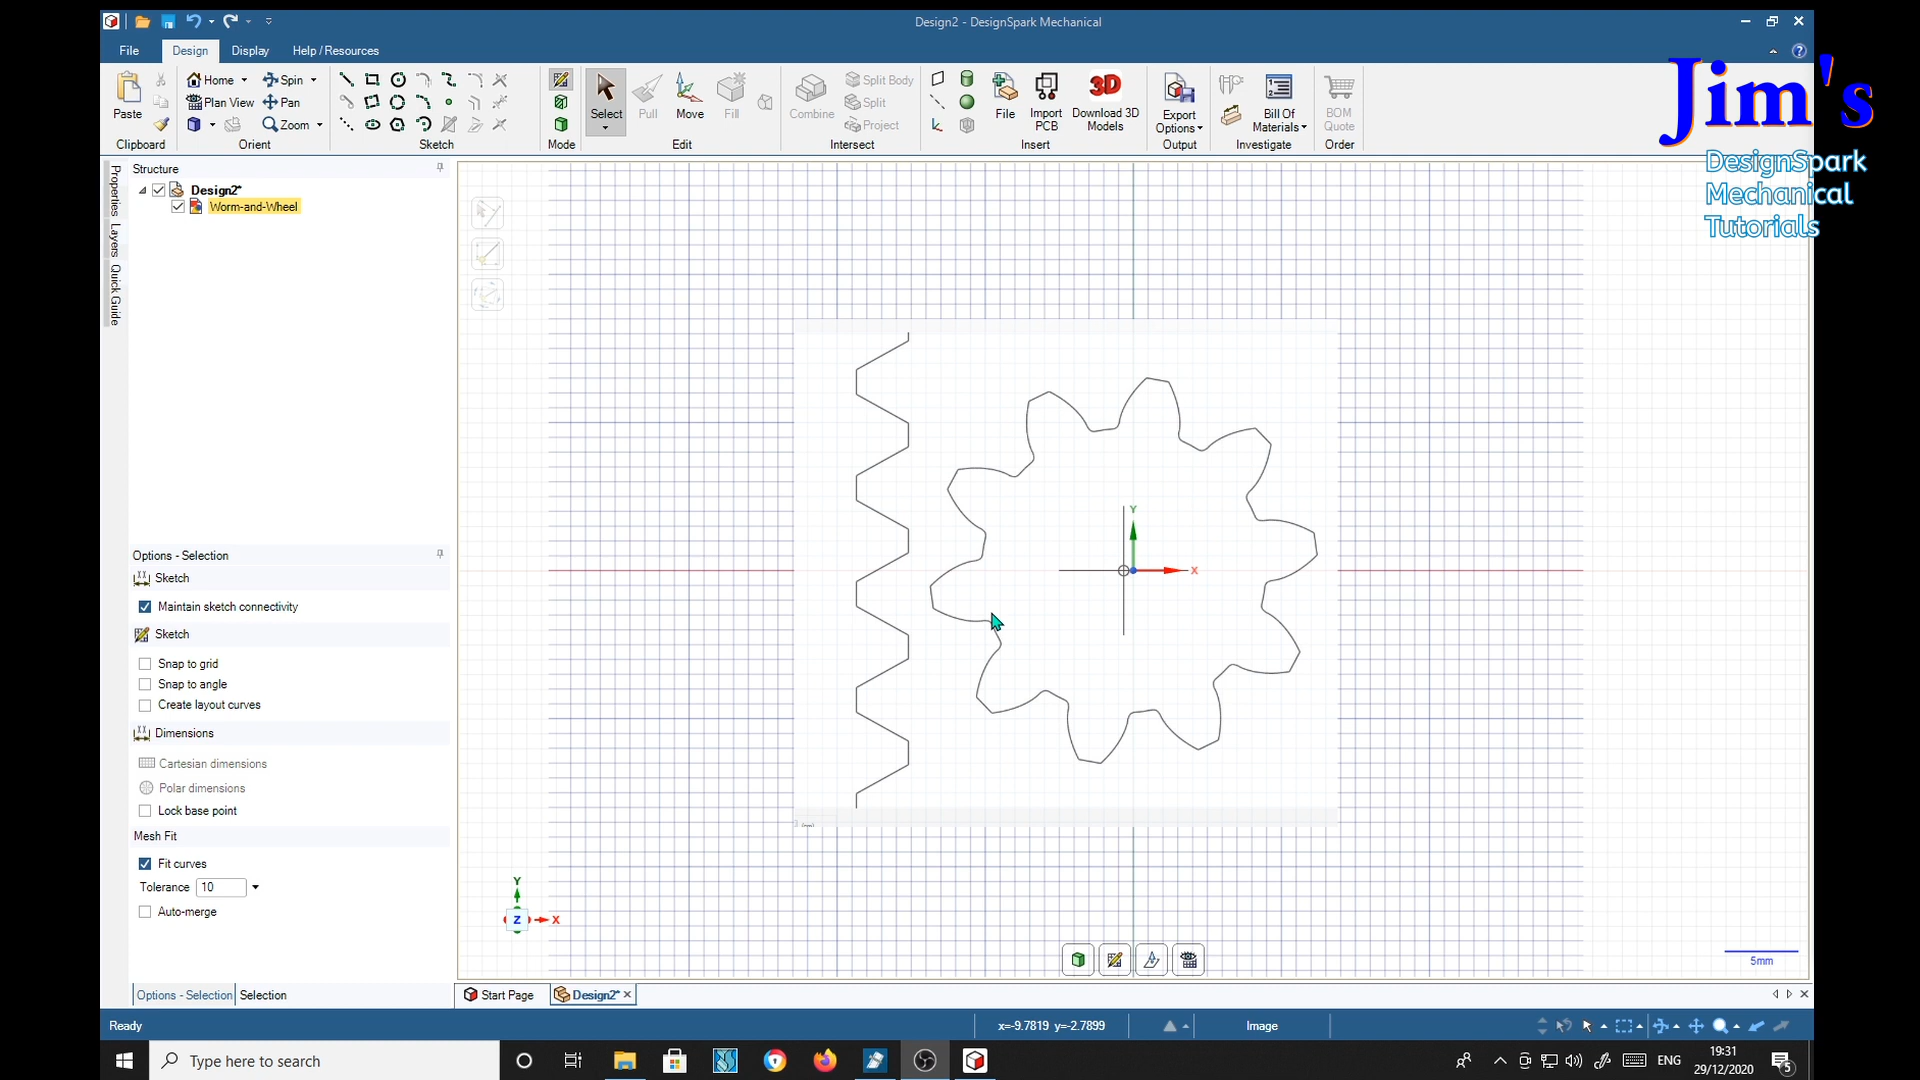 Design2 - DesignSpark Mechanical
File Design Display Help / Resources
Jim's
DesignSpark
Mechanical
Tutorials
Paste
Clipboard
Home Spin
Plan View Pan
Zoom
Orient
Sketch
Mode
Select Pull Move Fill
Edit
Combine
Split Body
Split
Project
Intersect
File
Import
PCB
Download 3D
Models
3D
Insert
Export
Options
Output
Bill Of
Materials
Investigate
BOM
Quote
Order
Structure
Properties
Layers
Quick Guide
Design2*
Worm-and-Wheel
Options - Selection
Sketch
Maintain sketch connectivity
Sketch
Snap to grid
Snap to angle
Create layout curves
Dimensions
Cartesian dimensions
Polar dimensions
Lock base point
Mesh Fit
Fit curves
Tolerance 10
Auto-merge
Y
X
Y
Z
X
5mm
Options - Selection Selection
Start Page Design2*
Ready
x=-9.7819 y=-2.7899
Image
Type here to search
ENG
19:31
29/12/2020
5